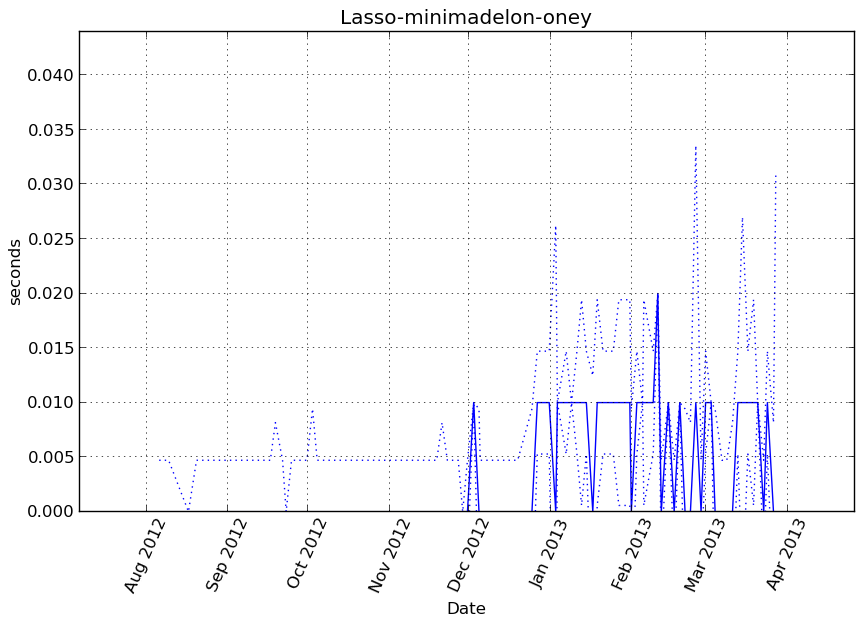 Lasso-minimadelon-oney
0.040
0.035
0.030
0.025
0.020
0.015
0.010
0.005
0.000
seconds
Aug 2012
Sep 2012
Oct 2012
Nov 2012
Dec 2012
Jan 2013
Feb 2013
Mar 2013
Apr 2013
Date